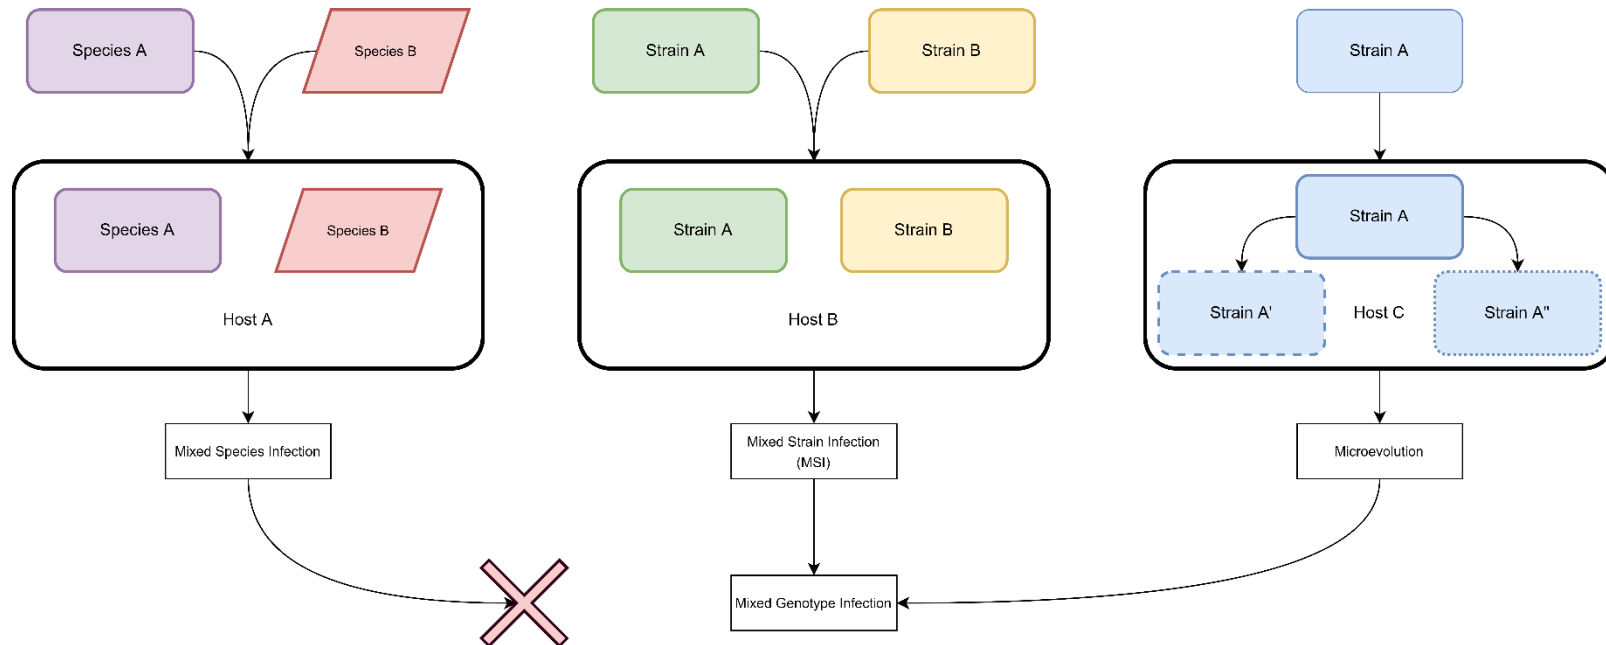 Species A
Species B
Strain A
Strain B
Strain A
Species A
Species B
Host A
Strain A
Strain B
Host B
Strain A
Strain A'
Host C
Strain A"
Mixed Species Infection
Mixed Strain Infection
(MSI)
Microevolution
Mixed Genotype Infection